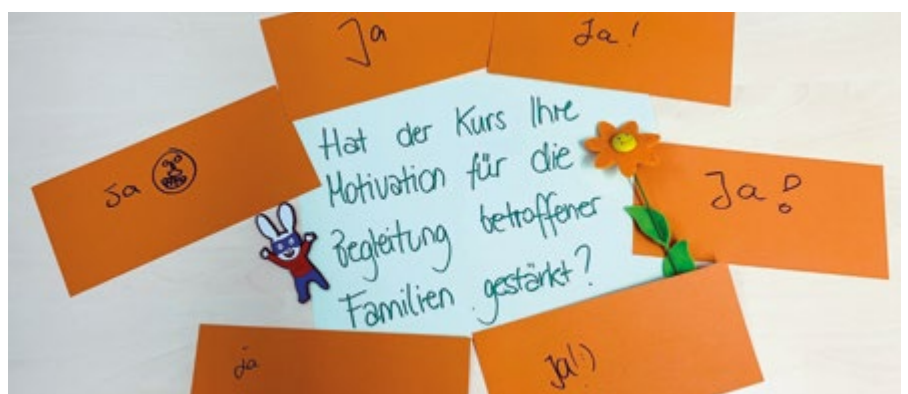 Ja
Ja!
Ja
Hat der Kurs Ihre
Motivation für die
Begleitung betroffener
Familien gestärkt?
Ja!
ja
Ja!:)